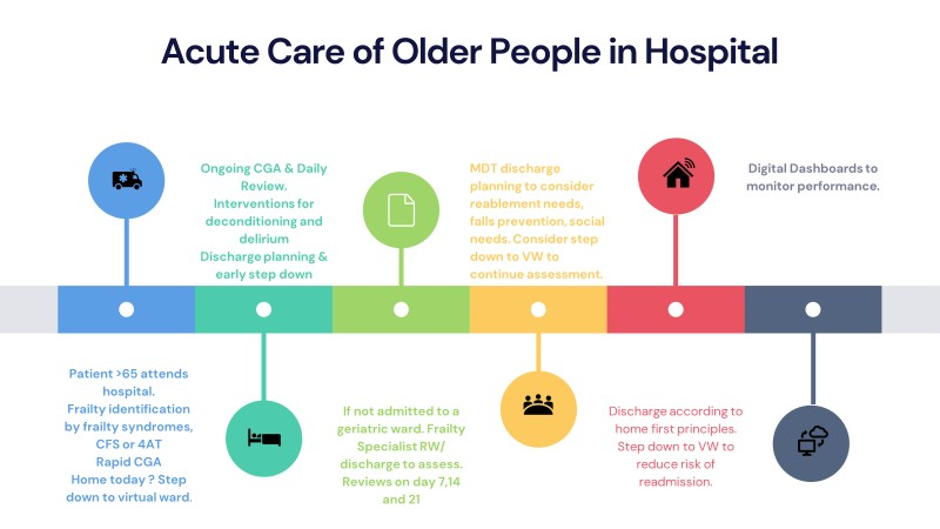 Acute Care of Older People in Hospital
Patient >65 attends
hospital.
Frailty identification
by frailty syndromes,
CFS or 4AT
Rapid CGA
Home today ? Step
down to virtual ward.
Ongoing CGA & Daily
Review.
Interventions for
deconditioning and
delirium
Discharge planning &
early step down
If not admitted to a
geriatric ward. Frailty
Specialist RW/
discharge to assess.
Reviews on day 7,14
and 21
MDT discharge
planning to consider
reablement needs,
falls prevention, social
needs. Consider step
down to VW to
continue assessment.
Discharge according to
home first principles.
Step down to VW to
reduce risk of
readmission.
Digital Dashboards to
monitor performance.